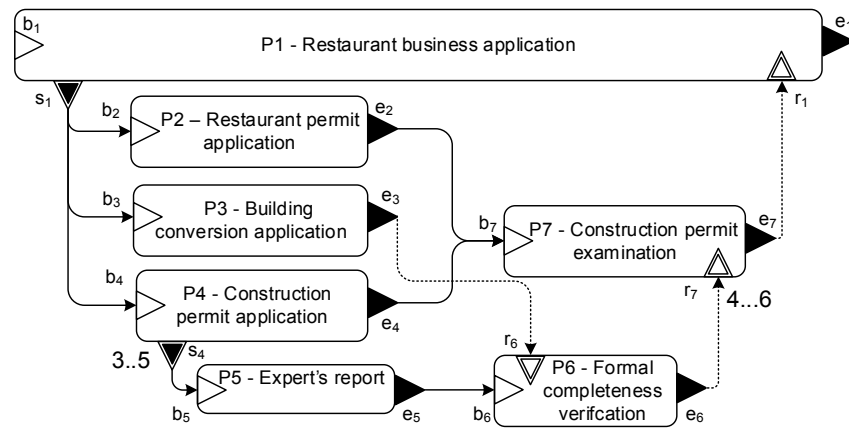 b1
P1 - Restaurant business application
e1
s1
r1
b2
P2 – Restaurant permit
application
e2
b3
P3 - Building
conversion application
e3
b7
P7 - Construction permit
examination
e7
b4
P4 - Construction
permit application
e4
r7
4...6
3..5
s4
r6
P5 - Expert's report
b5
e5
b6
P6 - Formal
completeness
verifcation
e6